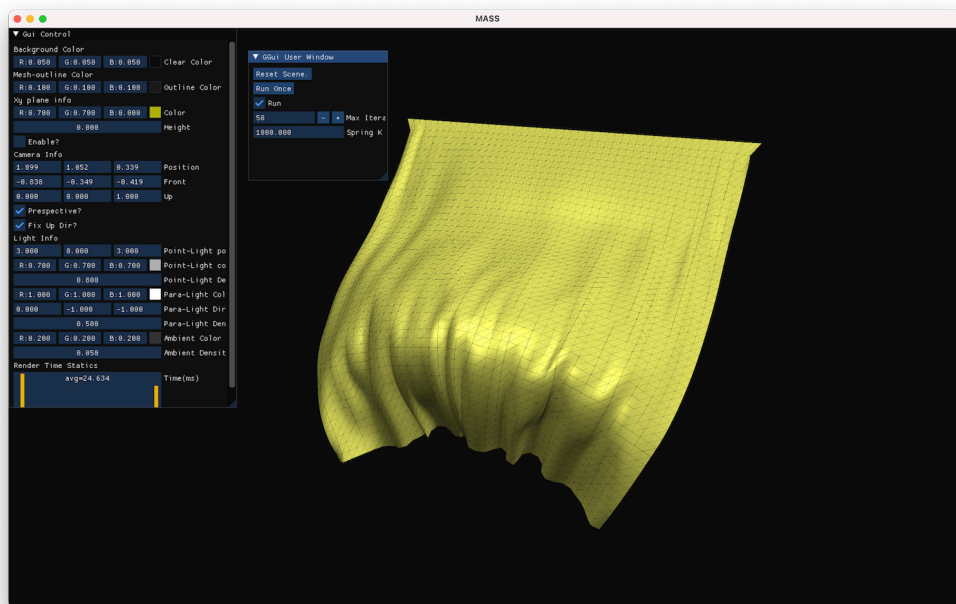 MASS
Gui Control
Background Color
R:0.050 G:0.050 B:0.050 Clear Color
Mesh-outline Color
R:0.100 G:0.100 B:0.100 Outline Color
Xy plane info
R:0.700 G:0.700 B:0.000 Color
0.000 Height
Enable?
Camera Info
1.899 1.052 0.339 Position
-0.838 -0.349 -0.419 Front
0.000 0.000 1.000 Up
Prespective?
Fix Up Dir?
Light Info
3.000 0.000 3.000 Point-Light po
R:0.700 G:0.700 B:0.700 Point-Light co
0.800 Point-Light De
R:1.000 G:1.000 B:1.000 Para-Light Col
0.000 -1.000 -1.000 Para-Light Dir
0.500 Para-Light Den
R:0.200 G:0.200 B:0.200 Ambient Color
0.050 Ambient Densit
Render Time Statics
avg=24.634 Time(ms)
GGui User Window
Reset Scene.
Run Once
Run
50 - + Max Itera
1000.000 Spring K